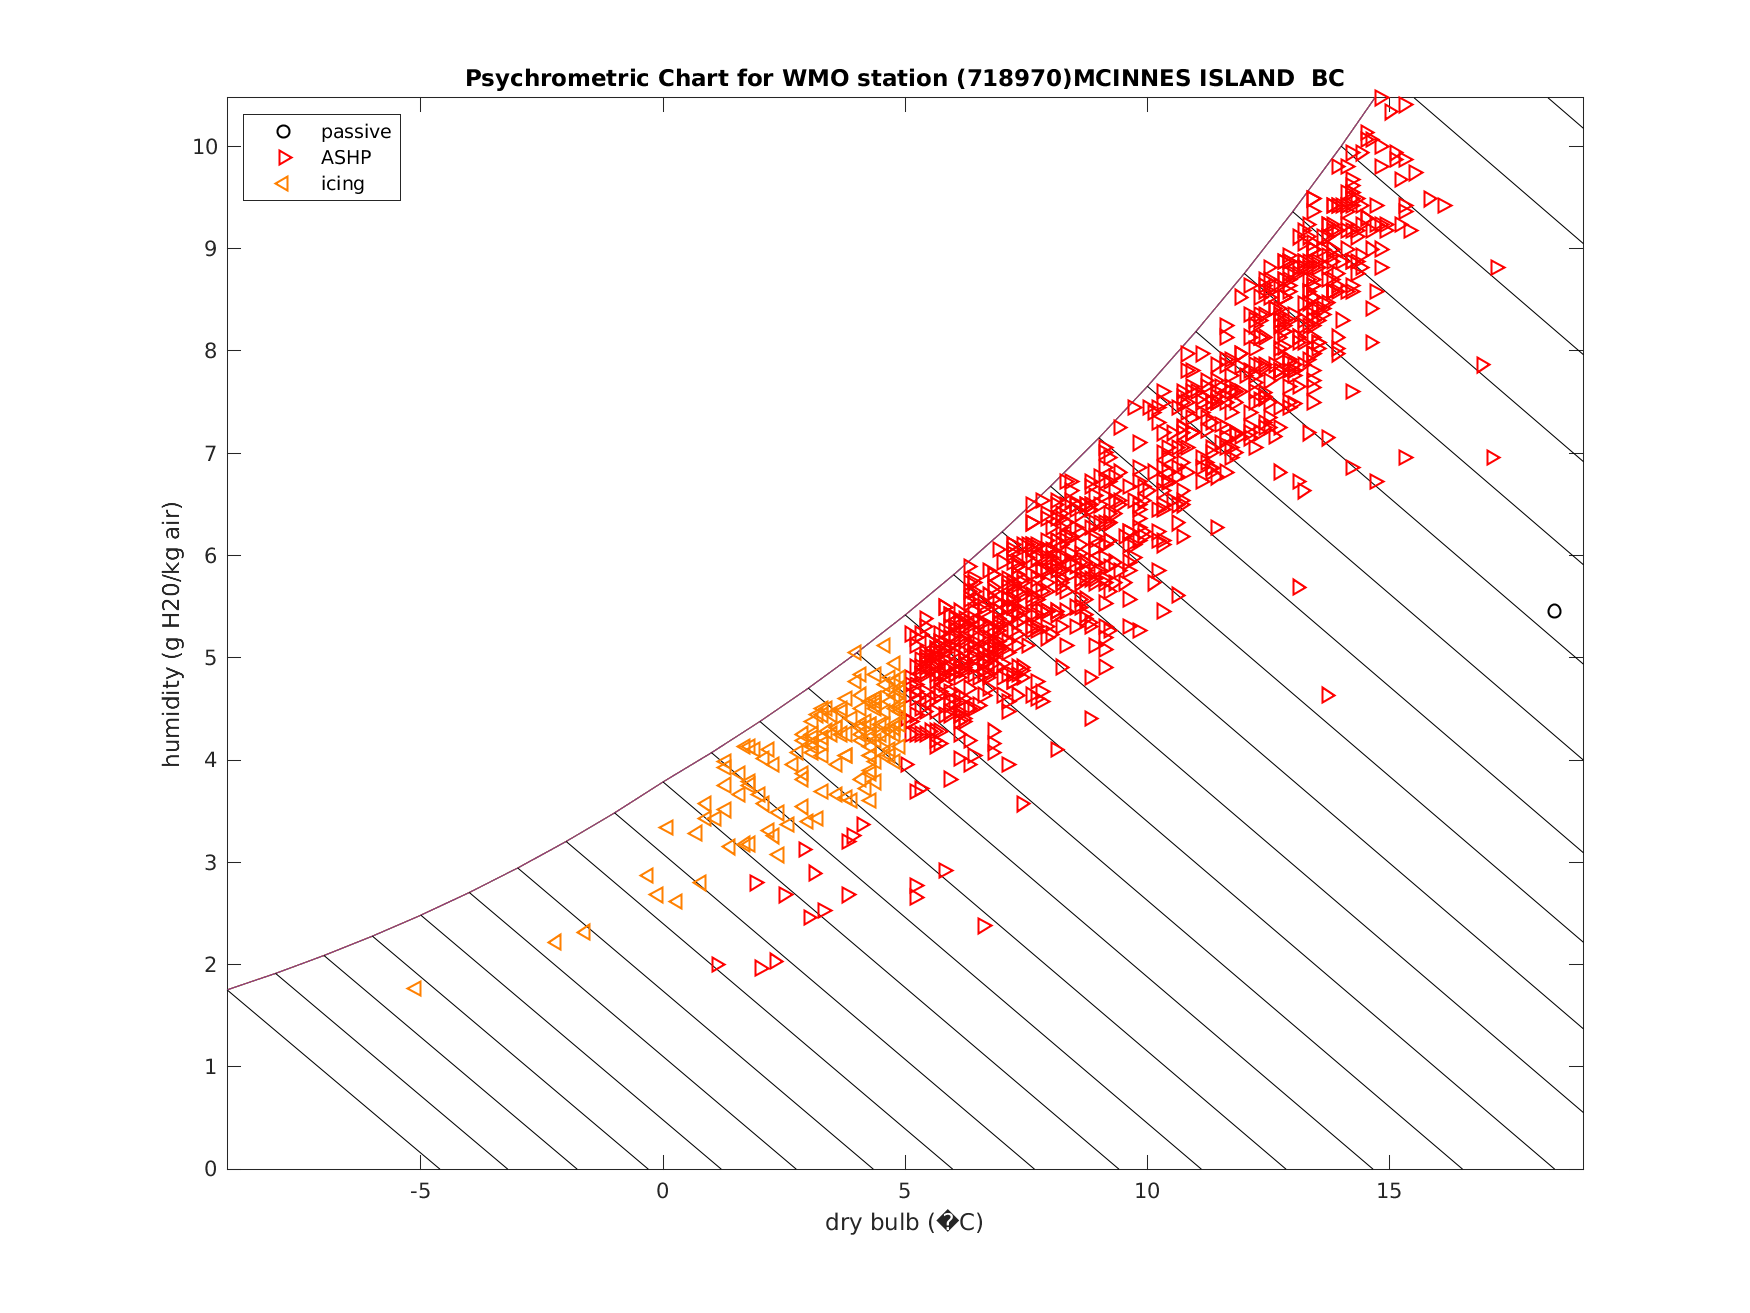 Psychrometric Chart for WMO station (718970)MCINNES ISLAND  BC
passive
ASHP
icing
10
9
8
7
6
5
4
3
2
1
0
humidity (g H20/kg air)
-5
0
5
10
15
dry bulb (�C)